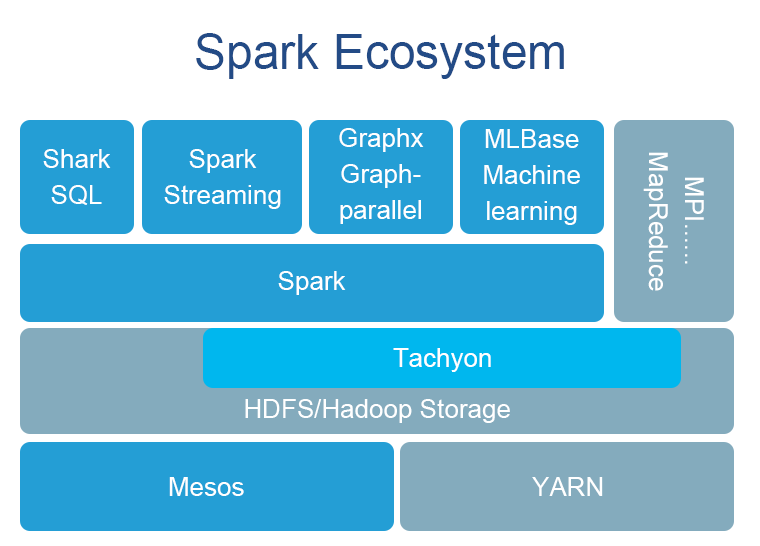 Spark Ecosystem
Shark
SQL
Spark
Streaming
Graphx
Graph-
parallel
MLBase
Machine
learning
MPI......
MapReduce
Spark
Tachyon
HDFS/Hadoop Storage
Mesos
YARN